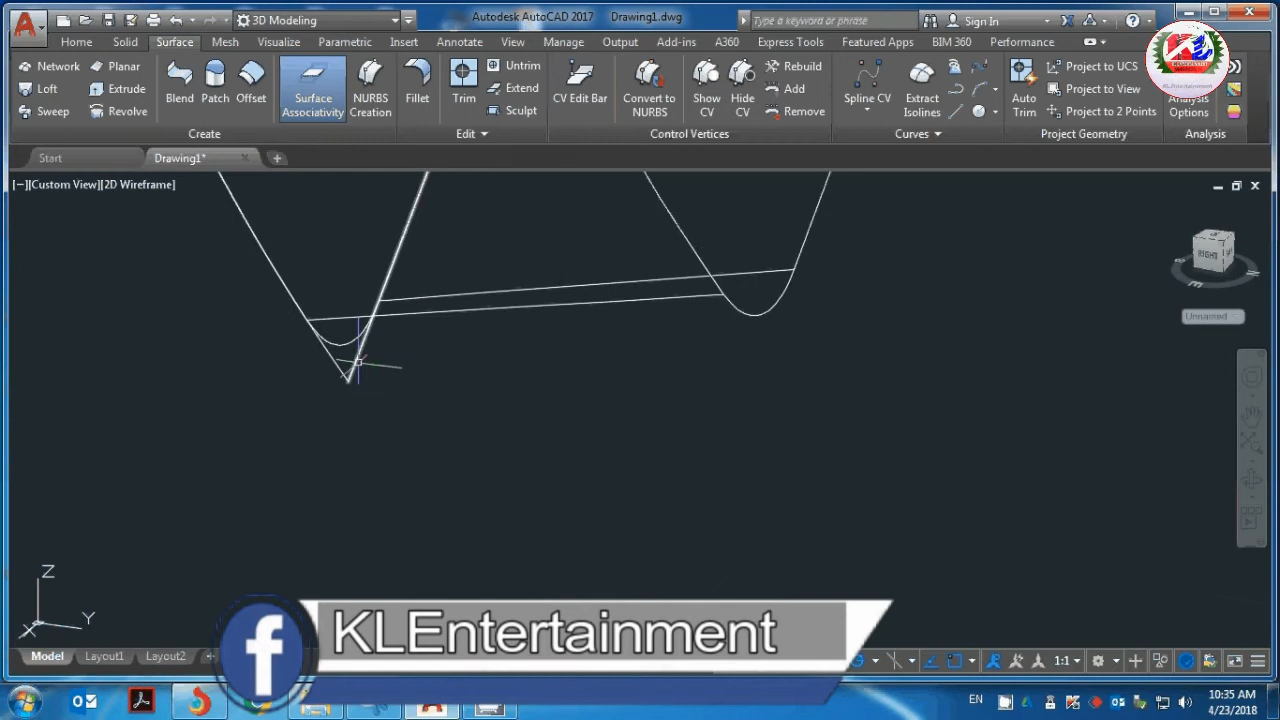 3D Modeling
Autodesk AutoCAD 2017 Drawing1.dwg
Type a keyword or phrase
Sign In
Home Solid Surface Mesh Visualize Parametric Insert Annotate View Manage Output Add-ins A360 Express Tools Featured Apps BIM 360 Performance
Network Planar
Loft Extrude
Sweep Revolve
Blend Patch Offset
Surface
Associativity
NURBS
Creation
Fillet
Trim
Untrim
Extend
Sculpt
CV Edit Bar
Convert to
NURBS
Show
CV
Hide
CV
Rebuild
Add
Remove
Spline CV
Extract
Isolines
Auto
Trim
Project to UCS
Project to View
Project to 2 Points
Analysis
Options
Create Edit Control Vertices Curves Project Geometry Analysis
Start Drawing1*
[−][Custom View][2D Wireframe]
RIGHT
Unnamed
Z
Y
X
KLEntertainment
Model Layout1 Layout2
1:1
EN
10:35 AM
4/23/2018